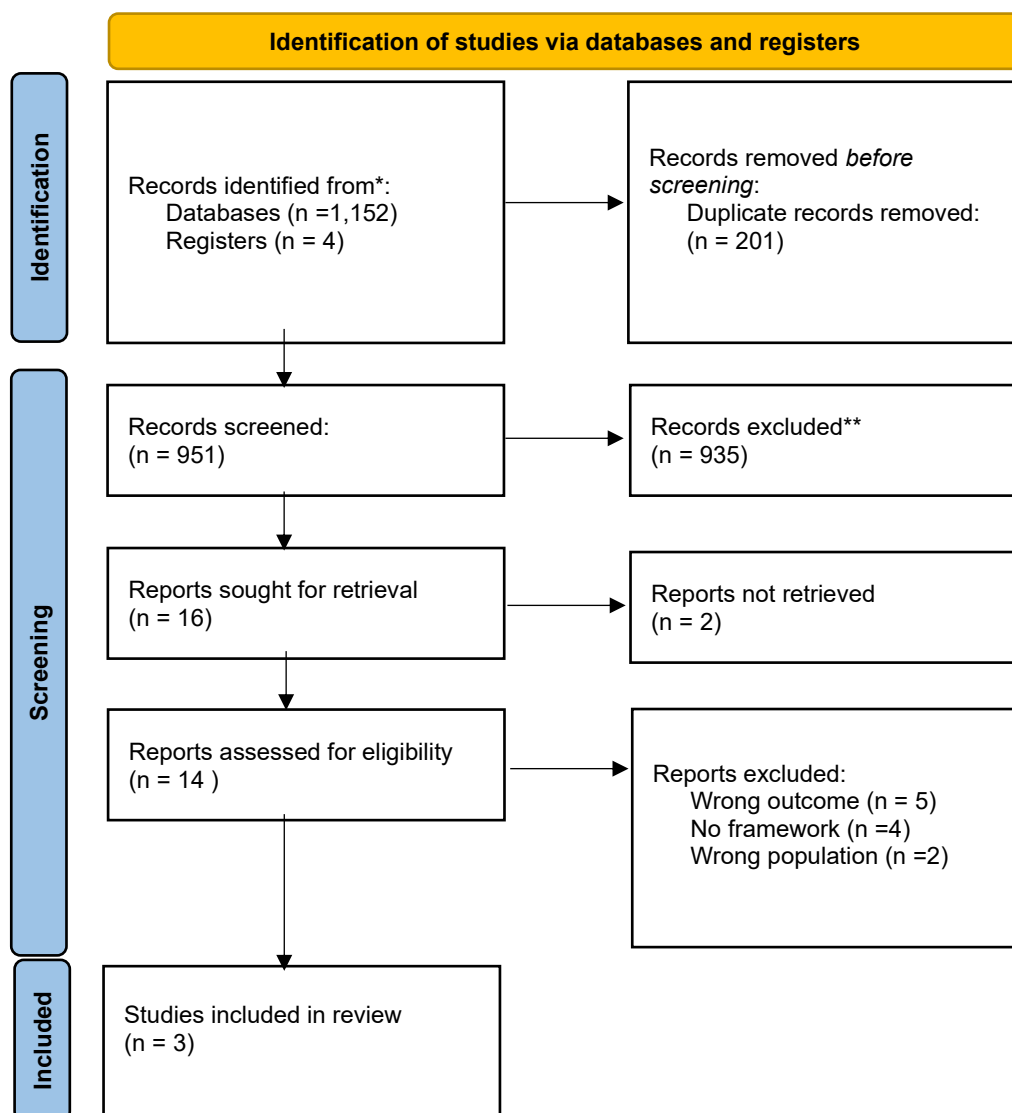 Identification of studies via databases and registers
Identification
Records identified from*:
Databases (n =1,152)
Registers (n = 4)
Records removed before
screening:
Duplicate records removed:
(n = 201)
Screening
Records screened:
(n = 951)
Records excluded**
(n = 935)
Reports sought for retrieval
(n = 16)
Reports not retrieved
(n = 2)
Reports assessed for eligibility
(n = 14 )
Reports excluded:
Wrong outcome (n = 5)
No framework (n =4)
Wrong population (n =2)
Included
Studies included in review
(n = 3)